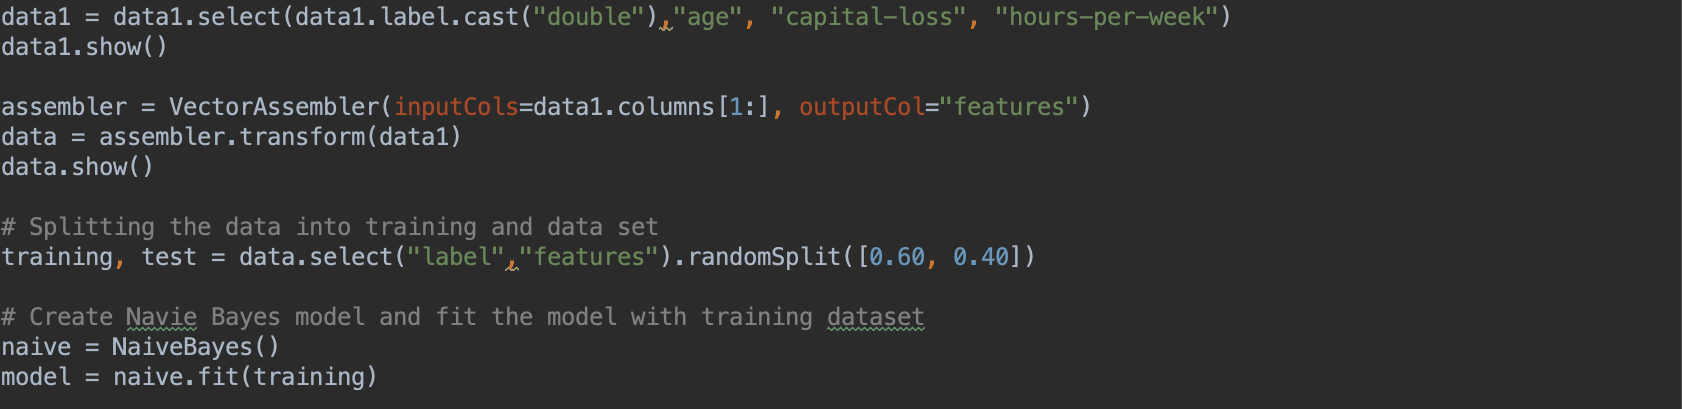 data1 = data1.select(data1.label.cast("double"),"age", "capital-loss", "hours-per-week")
data1.show()
assembler = VectorAssembler(inputCols=data1.columns[1:], outputCol="features")
data = assembler.transform(data1)
data.show()
# Splitting the data into training and data set
training, test = data.select("label","features").randomSplit([0.60, 0.40])
# Create Navie Bayes model and fit the model with training dataset
naive = NaiveBayes()
model = naive.fit(training)